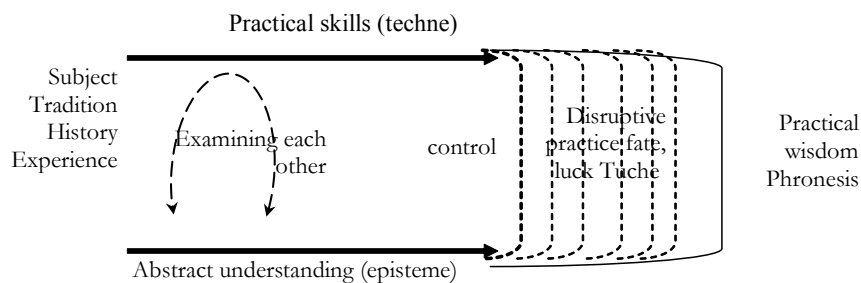 Practical skills (techne)
Subject
Tradition
History
Experience
Examining each
other
control
Disruptive
practice fate,
luck Tuche
Practical
wisdom
Phronesis
Abstract understanding (episteme)